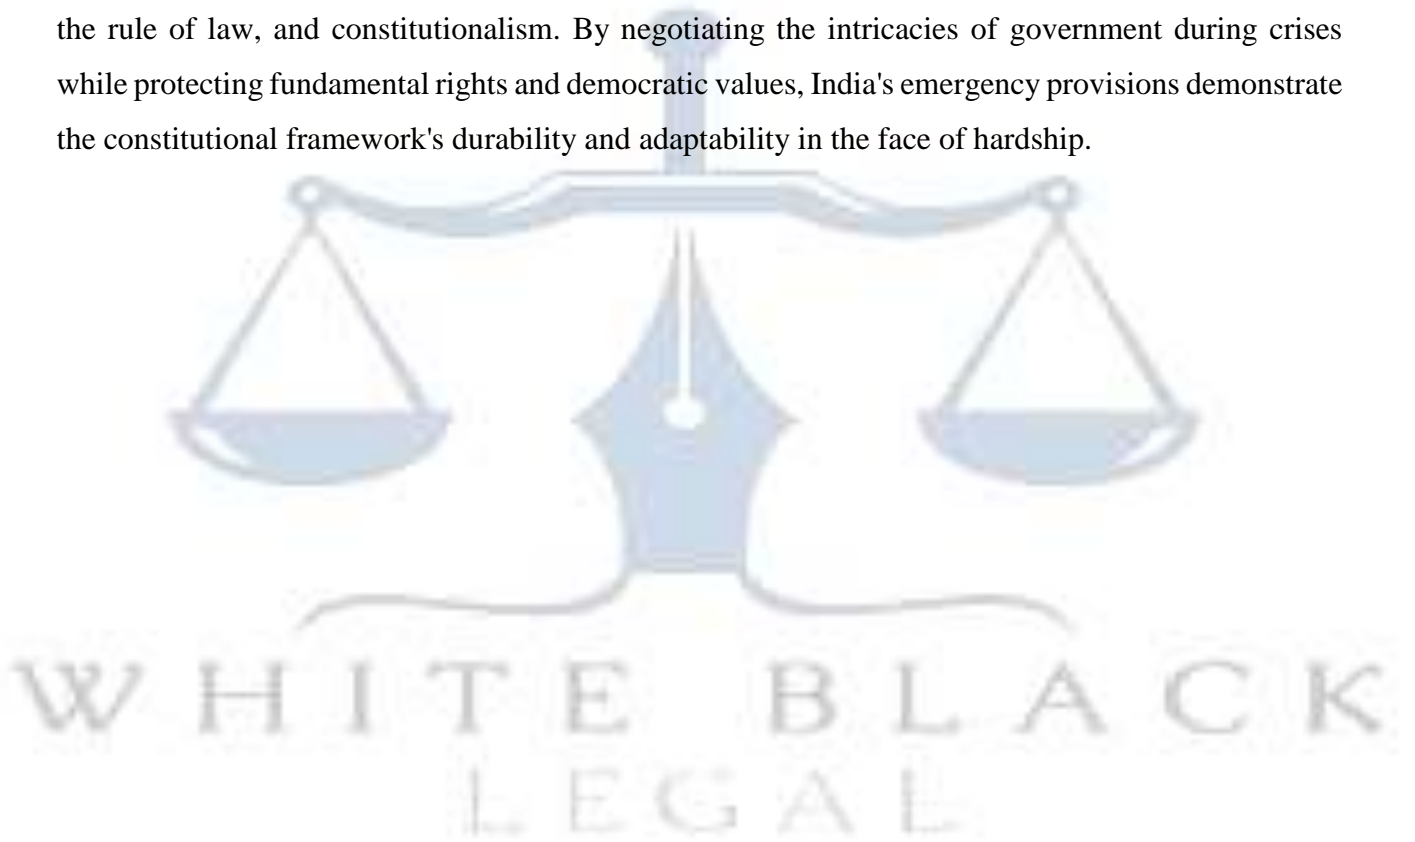 the rule of law, and constitutionalism. By negotiating the intricacies of government during crises
while protecting fundamental rights and democratic values, India's emergency provisions demonstrate
the constitutional framework's durability and adaptability in the face of hardship.
WHITE BLACK
LEGAL